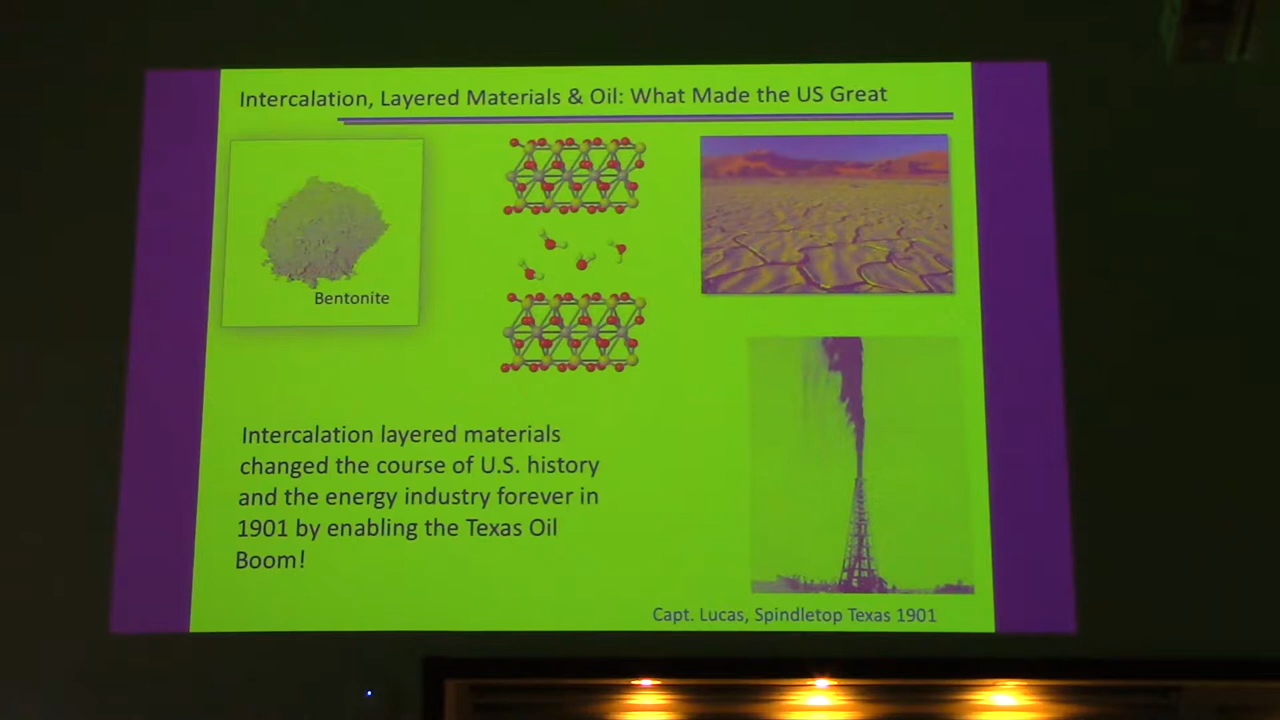 Intercalation, Layered Materials & Oil: What Made the US Great
Bentonite
Intercalation layered materials
changed the course of U.S. history
and the energy industry forever in
1901 by enabling the Texas Oil
Boom!
Capt. Lucas, Spindletop Texas 1901